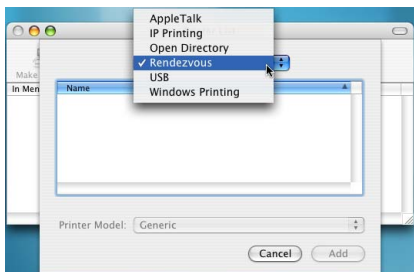 AppleTalk
IP Printing
Open Directory
✓ Rendezvous
USB
Windows Printing
Make
In Men
Name
Printer Model: Generic
Cancel Add